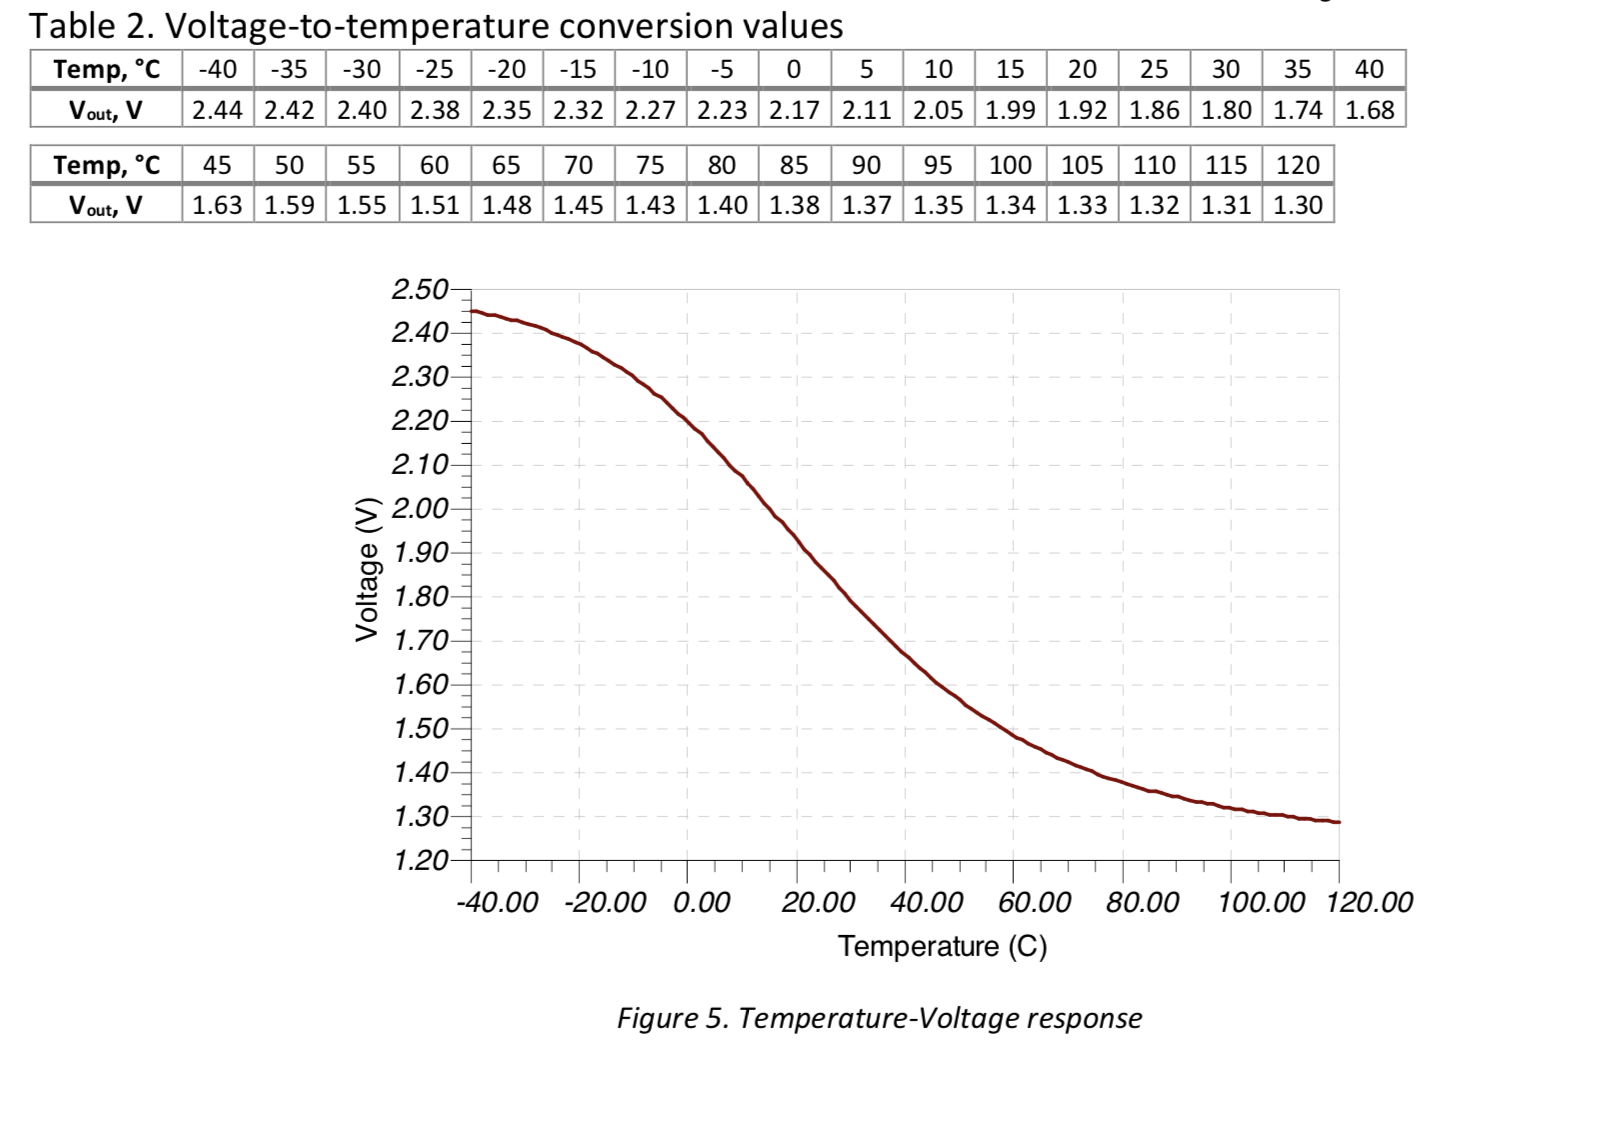 Table 2. Voltage-to-temperature conversion values
Temp, °C -40 -35 -30 -25 -20 -15 -10 -5 0 5 10 15 20 25 30 35 40
Vout, V 2.44 2.42 2.40 2.38 2.35 2.32 2.27 2.23 2.17 2.11 2.05 1.99 1.92 1.86 1.80 1.74 1.68
Temp, °C 45 50 55 60 65 70 75 80 85 90 95 100 105 110 115 120
Vout, V 1.63 1.59 1.55 1.51 1.48 1.45 1.43 1.40 1.38 1.37 1.35 1.34 1.33 1.32 1.31 1.30
2.50
2.40
2.30
2.20
2.10
2.00
1.90
1.80
1.70
1.60
1.50
1.40
1.30
1.20
Voltage (V)
-40.00 -20.00 0.00 20.00 40.00 60.00 80.00 100.00 120.00
Temperature (C)
Figure 5. Temperature-Voltage response